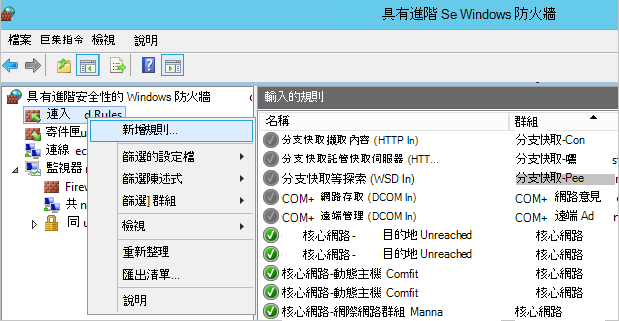 具有進階 Se Windows 防火牆
檔案 巨集指令 檢視 說明
具有進階安全性的 Windows 防火牆
連入 d Rules
寄件匣u
連線 ec
監視器
Firew
共 n
同 u
新增規則...
篩選的設定檔
篩選陳述式
篩選] 群組
檢視
重新整理
匯出清單...
說明
輸入的規則
名稱 群組
分支快取擷取內容 (HTTP In) 分支快取-Con
分支快取託管快取伺服器 (HTT... 分支快取-嘿
分支快取等探索 (WSD In) 分支快取-Pee
COM+ 網路存取 (DCOM In) COM+ 網路意見
COM+ 遠端管理 (DCOM In) COM+ 遠端 Ad
核心網路- 目的地 Unreached 核心網路
核心網路- 目的地 Unreached 核心網路
核心網路-動態主機 Comfit 核心網路
核心網路-動態主機 Comfit 核心網路
核心網路-網際網路群組 Manna 核心網路